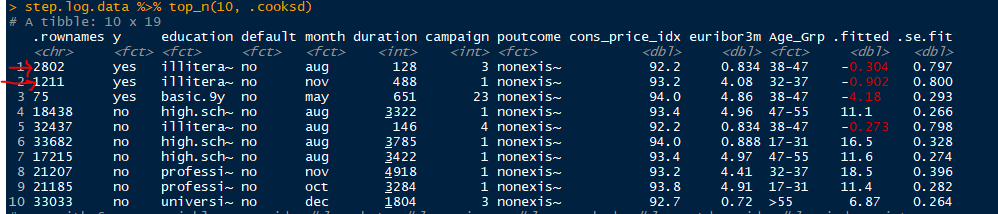 > step.log.data %>% top_n(10, .cooksd)
# A tibble: 10 x 19
.rownames y education default month duration campaign poutcome cons_price_idx euribor3m Age_Grp .fitted .se.fit
<chr> <fct> <fct> <fct> <fct> <int> <int> <fct> <dbl> <dbl> <fct> <dbl> <dbl>
1 2802 yes illitera~ no aug 128 3 nonexis~ 92.2 0.834 38-47 -0.304 0.797
2 1211 yes illitera~ no nov 488 1 nonexis~ 93.2 4.08 32-37 -0.902 0.800
3 75 yes basic.9y no may 651 23 nonexis~ 94.0 4.86 38-47 -4.18 0.293
4 18438 no high.sch~ no aug 3322 1 nonexis~ 93.4 4.96 47-55 11.1 0.266
5 32437 no illitera~ no aug 146 4 nonexis~ 92.2 0.834 38-47 -0.273 0.798
6 33682 no high.sch~ no aug 3785 1 nonexis~ 94.0 0.888 17-31 16.5 0.328
7 17215 no high.sch~ no aug 3422 1 nonexis~ 93.4 4.97 47-55 11.6 0.274
8 21207 no professi~ no nov 4918 1 nonexis~ 93.2 4.41 32-37 18.5 0.396
9 21185 no professi~ no oct 3284 1 nonexis~ 93.8 4.91 17-31 11.4 0.282
10 33033 no universi~ no dec 1804 3 nonexis~ 92.7 0.72 >55 6.87 0.264